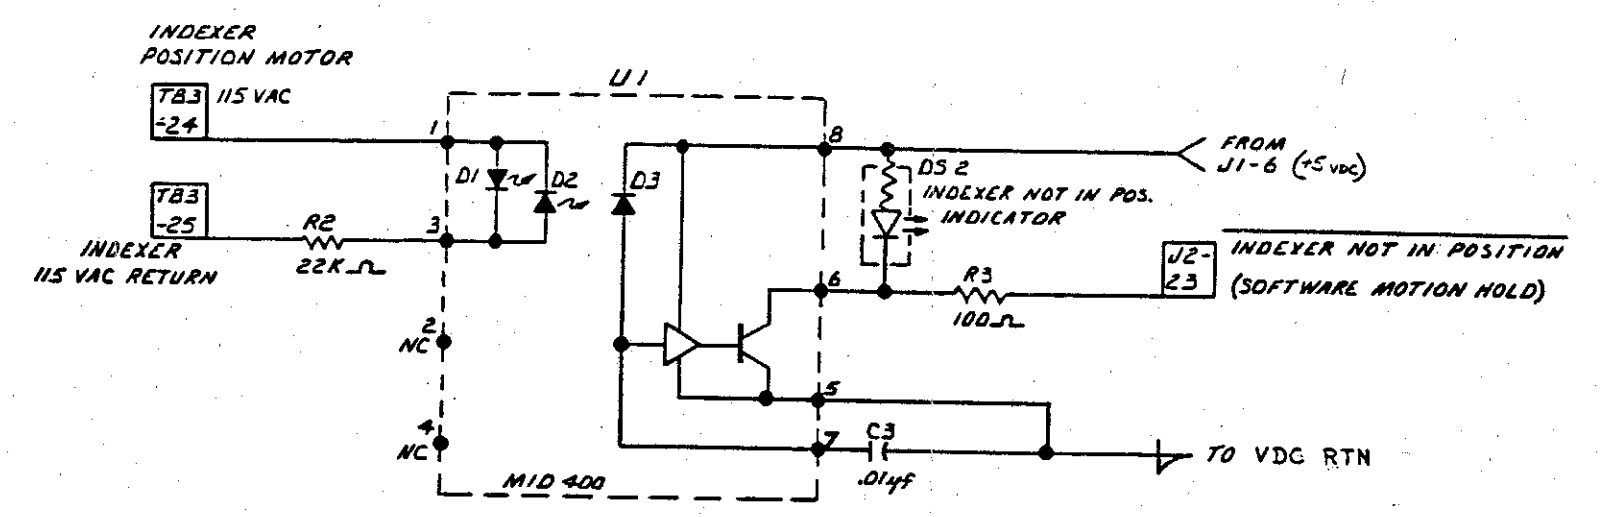 INDEXER
POSITION MOTOR
TB3
-24
115 VAC
TB3
-25
INDEXER
115 VAC RETURN
R2
22K Ω
U1
1
3
2
NC
4
NC
D1
D2
D3
MID 400
8
6
5
7
DS 2
INDEXER NOT IN POS.
INDICATOR
FROM
J1-6 (+5 VDC)
R3
100Ω
J2-
23
INDEXER NOT IN POSITION
(SOFTWARE MOTION HOLD)
C3
.01µf
TO VDC RTN